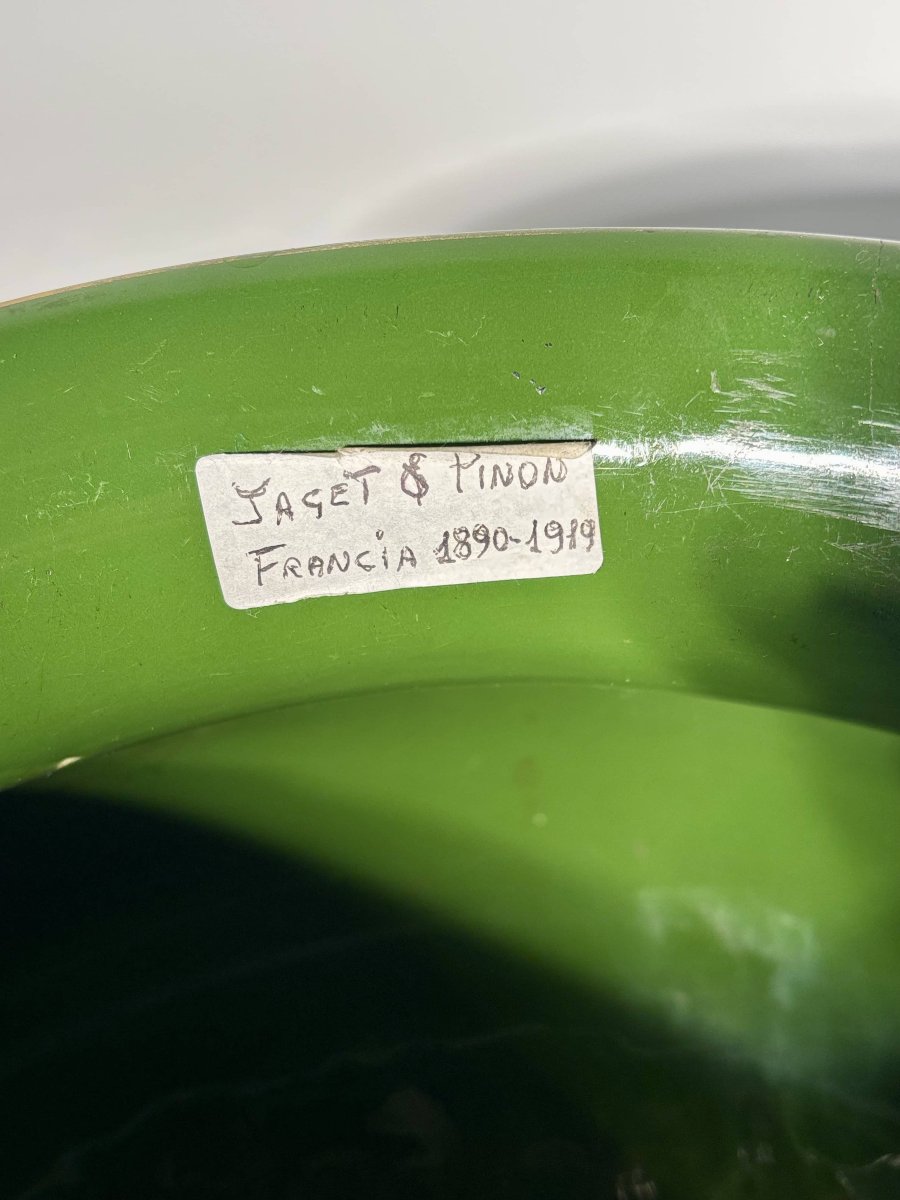 JAGET & PINON
FRANCIA 1890-1919